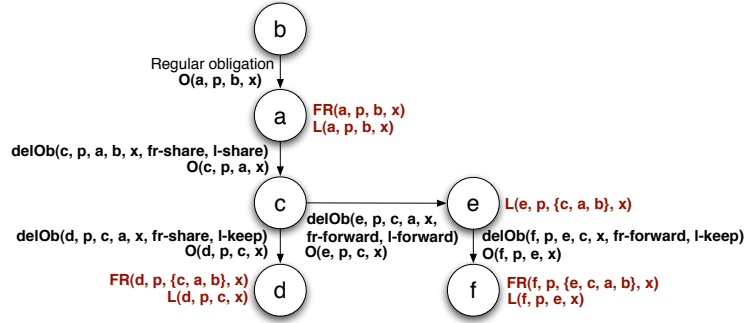 b
Regular obligation
O(a, p, b, x)
a
FR(a, p, b, x)
L(a, p, b, x)
delOb(c, p, a, b, x, fr-share, l-share)
O(c, p, a, x)
c
e
L(e, p, {c, a, b}, x)
delOb(e, p, c, a, x,
fr-forward, l-forward)
O(e, p, c, x)
delOb(d, p, c, a, x, fr-share, l-keep)
O(d, p, c, x)
delOb(f, p, e, c, x, fr-forward, l-keep)
O(f, p, e, x)
FR(d, p, {c, a, b}, x)
L(d, p, c, x)
d
f
FR(f, p, {e, c, a, b}, x)
L(f, p, e, x)